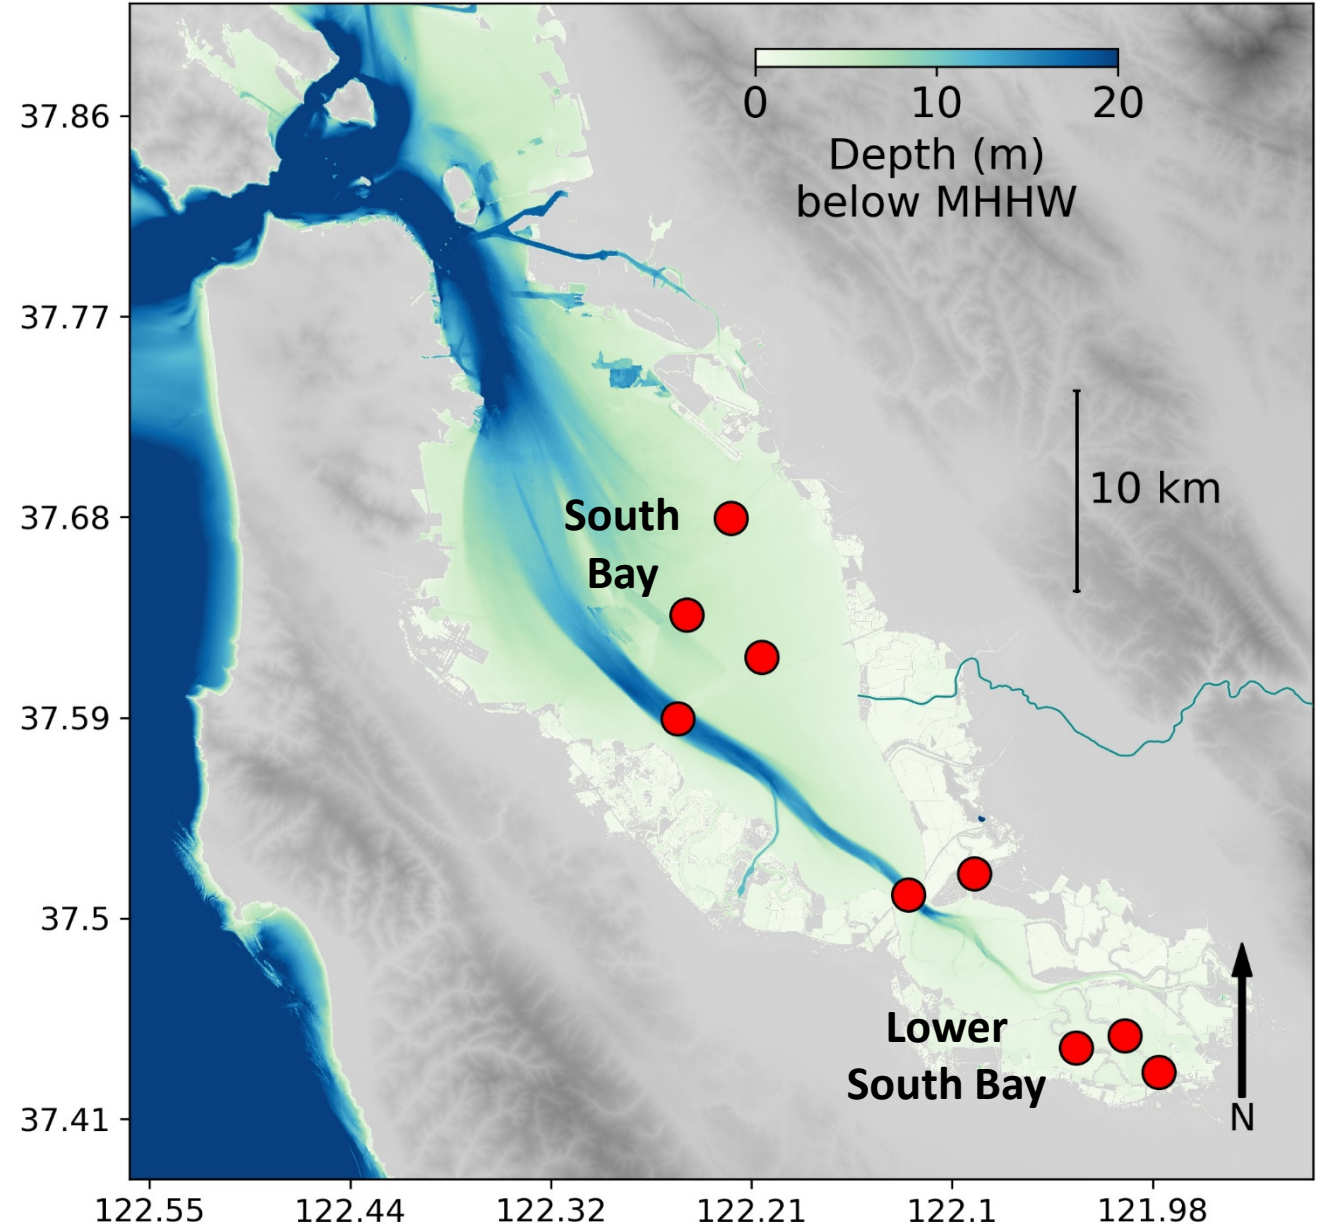 0 10 20
Depth (m)
below MHHW
37.86
37.77
37.68
37.59
37.5
37.41
10 km
South
Bay
Lower
South Bay
N
122.55 122.44 122.32 122.21 122.1 121.98